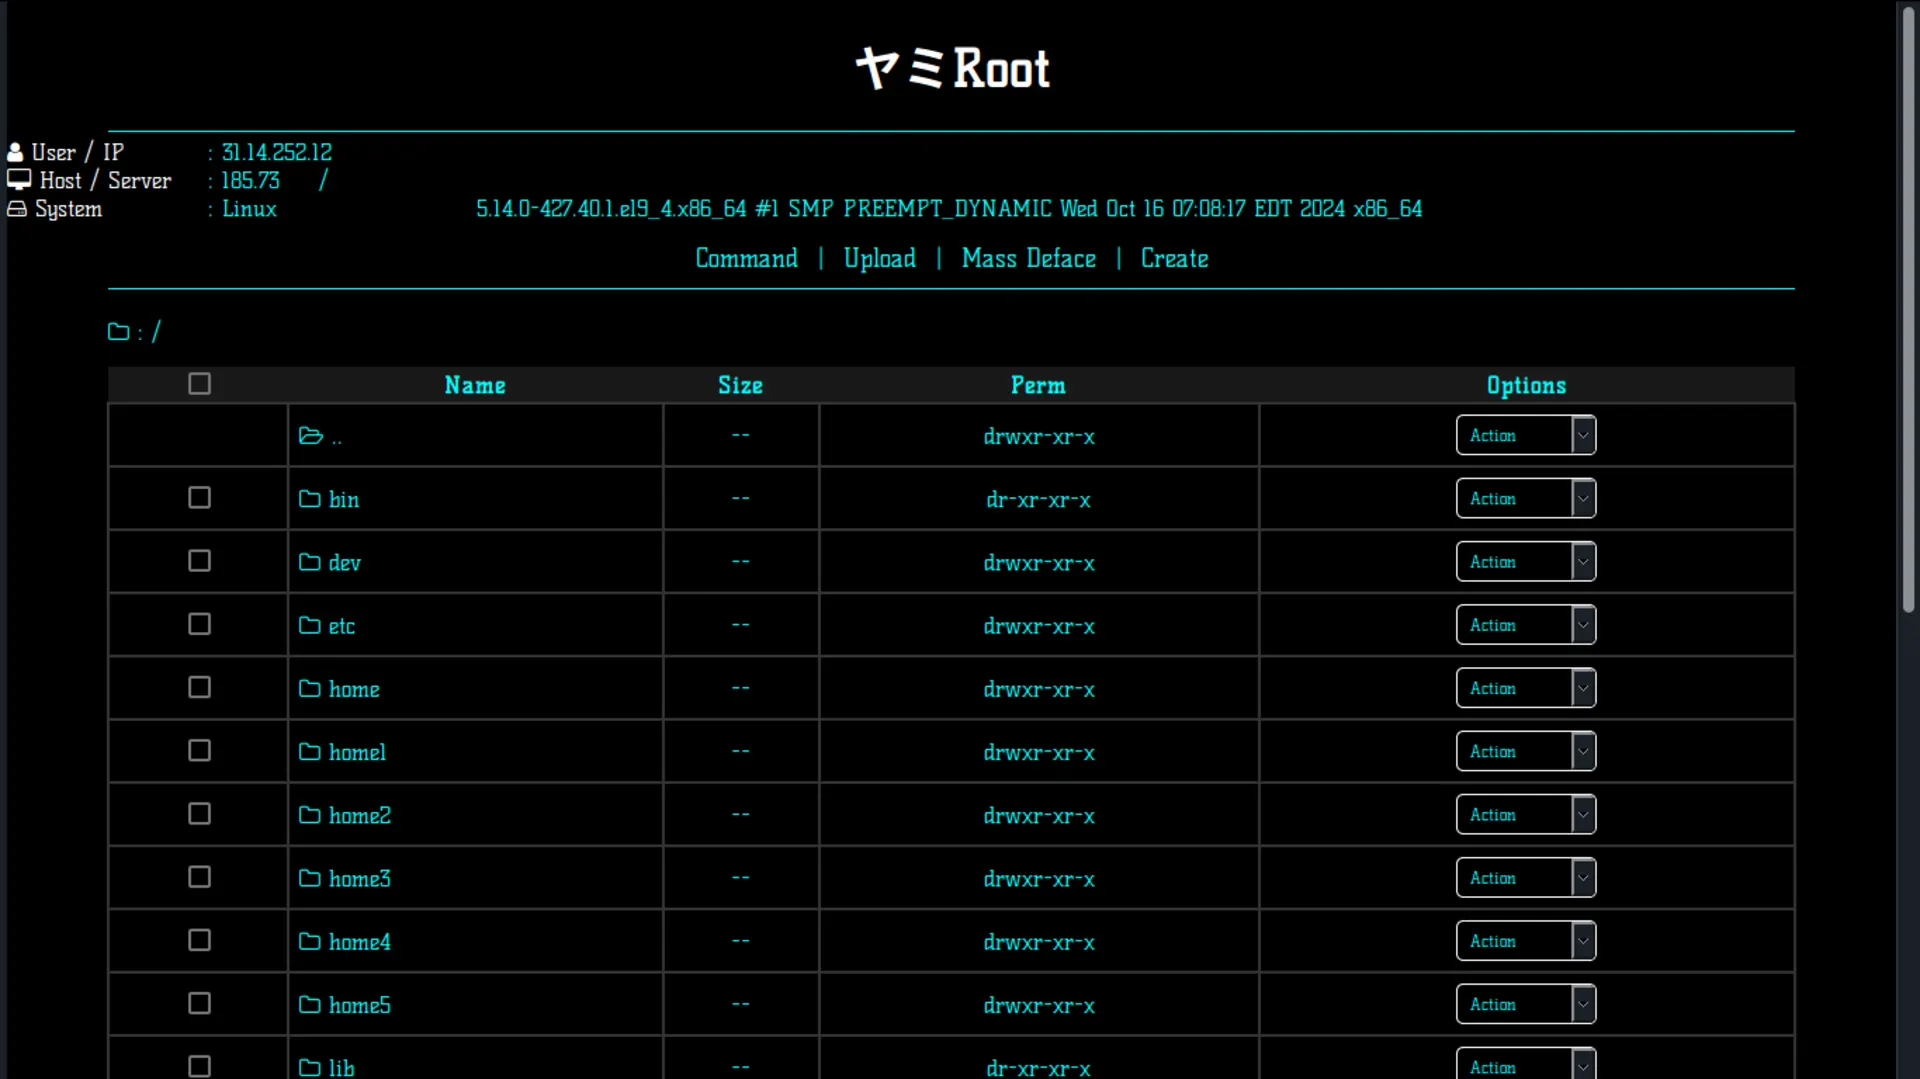 ヤミRoot
User / IP : 31.14.252.12
Host / Server : 185.73 /
System : Linux 5.14.0-427.40.1.el9_4.x86_64 #1 SMP PREEMPT_DYNAMIC Wed Oct 16 07:08:17 EDT 2024 x86_64
Command | Upload | Mass Deface | Create
: /
Name Size Perm Options
.. -- drwxr-xr-x Action
bin -- dr-xr-xr-x Action
dev -- drwxr-xr-x Action
etc -- drwxr-xr-x Action
home -- drwxr-xr-x Action
home1 -- drwxr-xr-x Action
home2 -- drwxr-xr-x Action
home3 -- drwxr-xr-x Action
home4 -- drwxr-xr-x Action
home5 -- drwxr-xr-x Action
lib -- dr-xr-xr-x Action